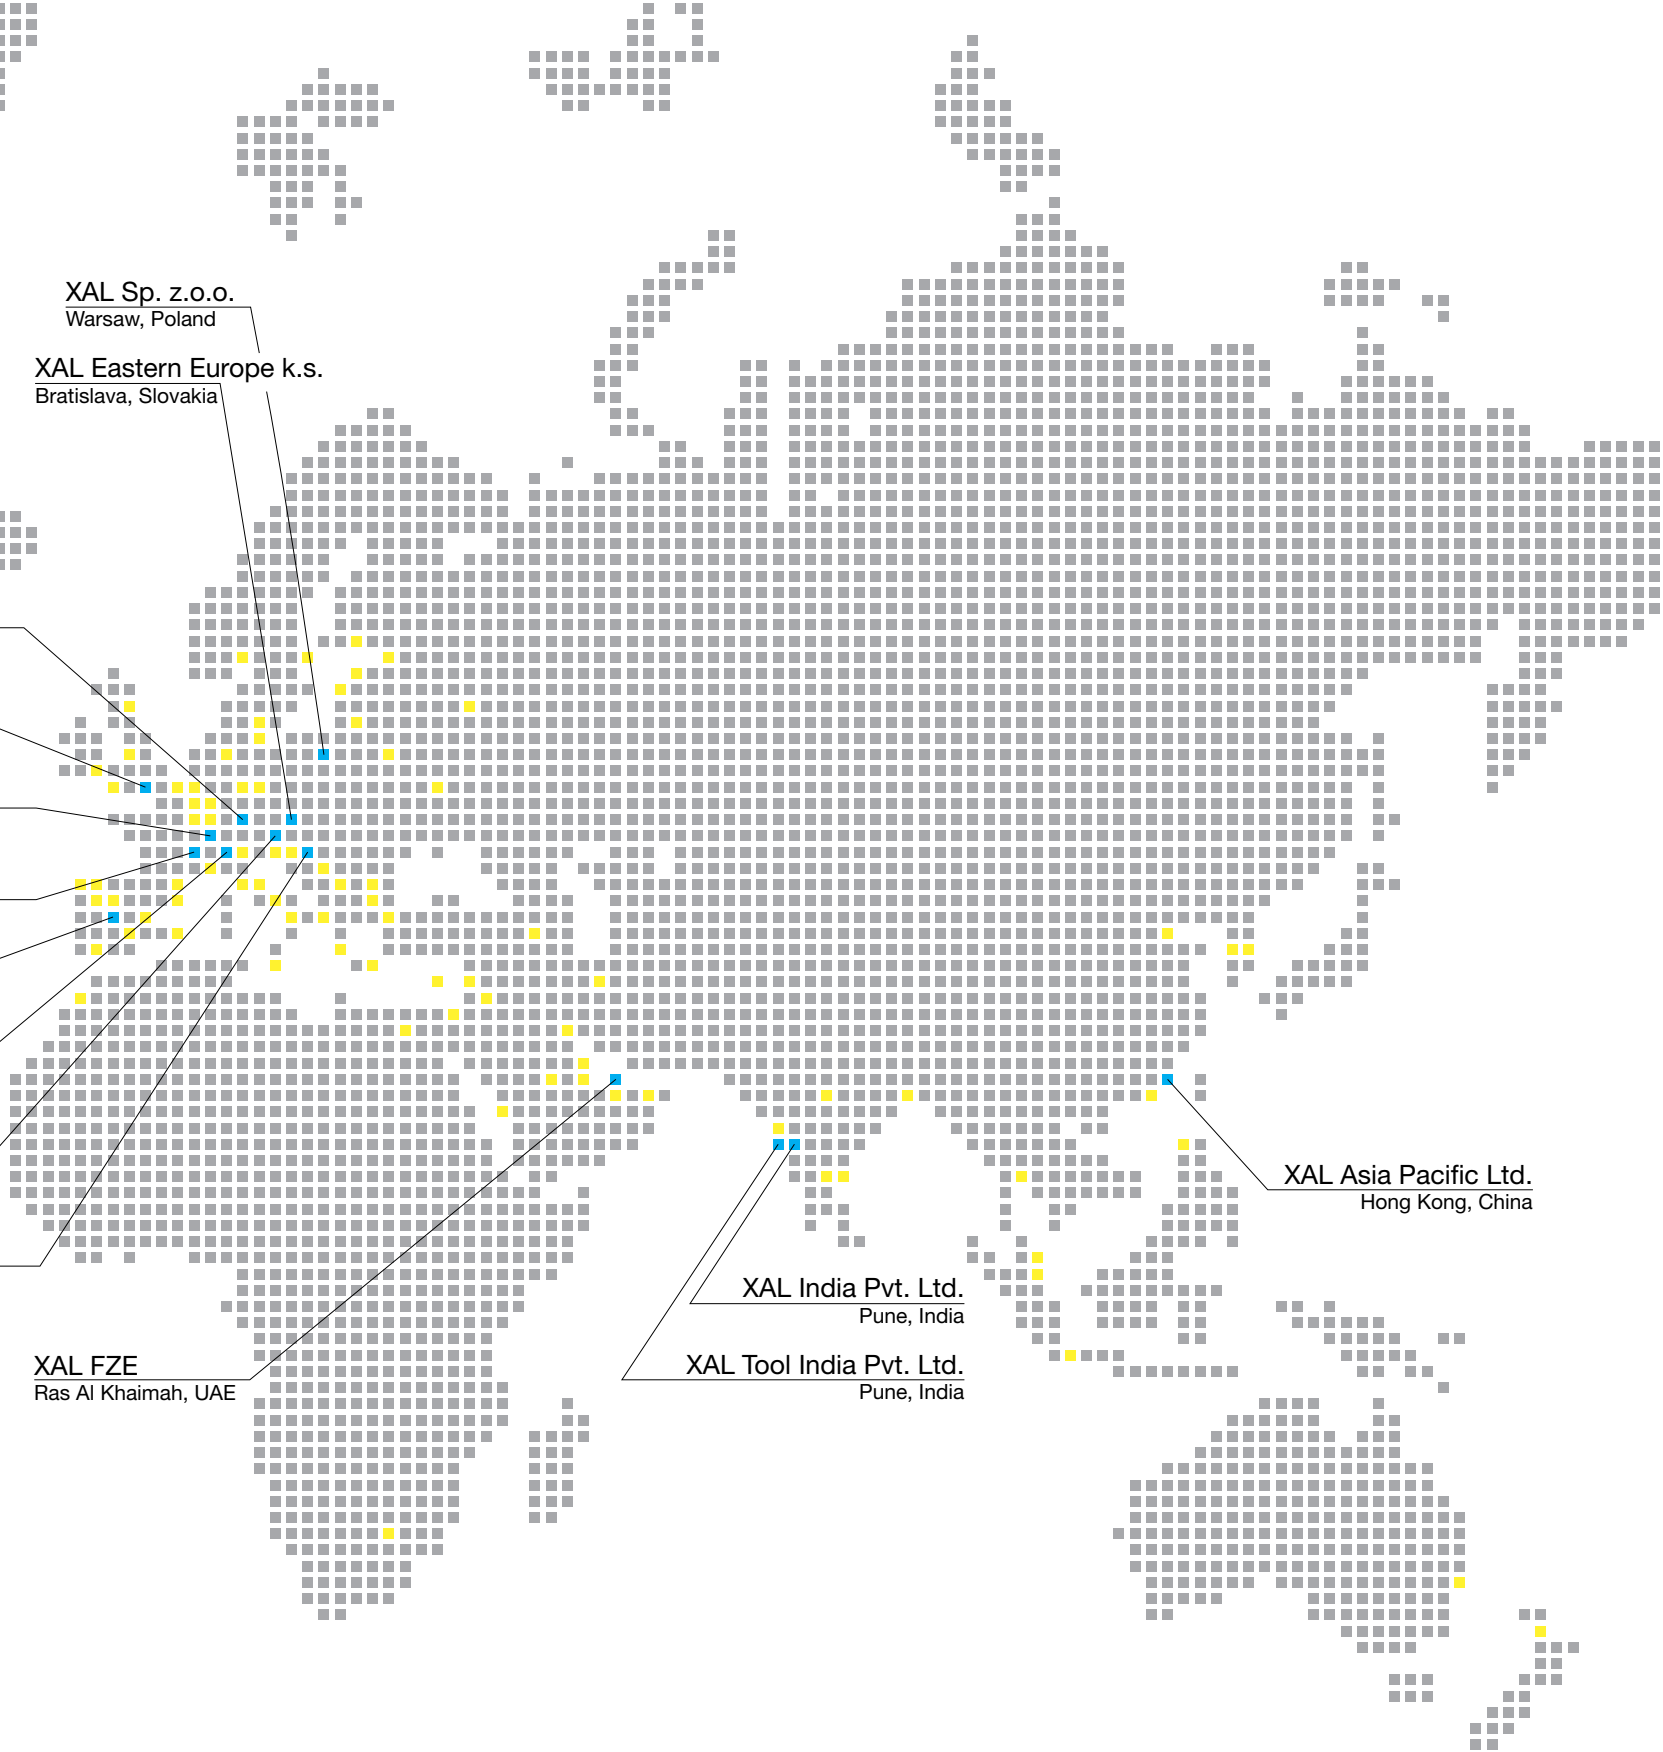 XAL Sp. z.o.o.
Warsaw, Poland
XAL Eastern Europe k.s.
Bratislava, Slovakia
XAL Asia Pacific Ltd.
Hong Kong, China
XAL India Pvt. Ltd.
Pune, India
XAL FZE
Ras Al Khaimah, UAE
XAL Tool India Pvt. Ltd.
Pune, India